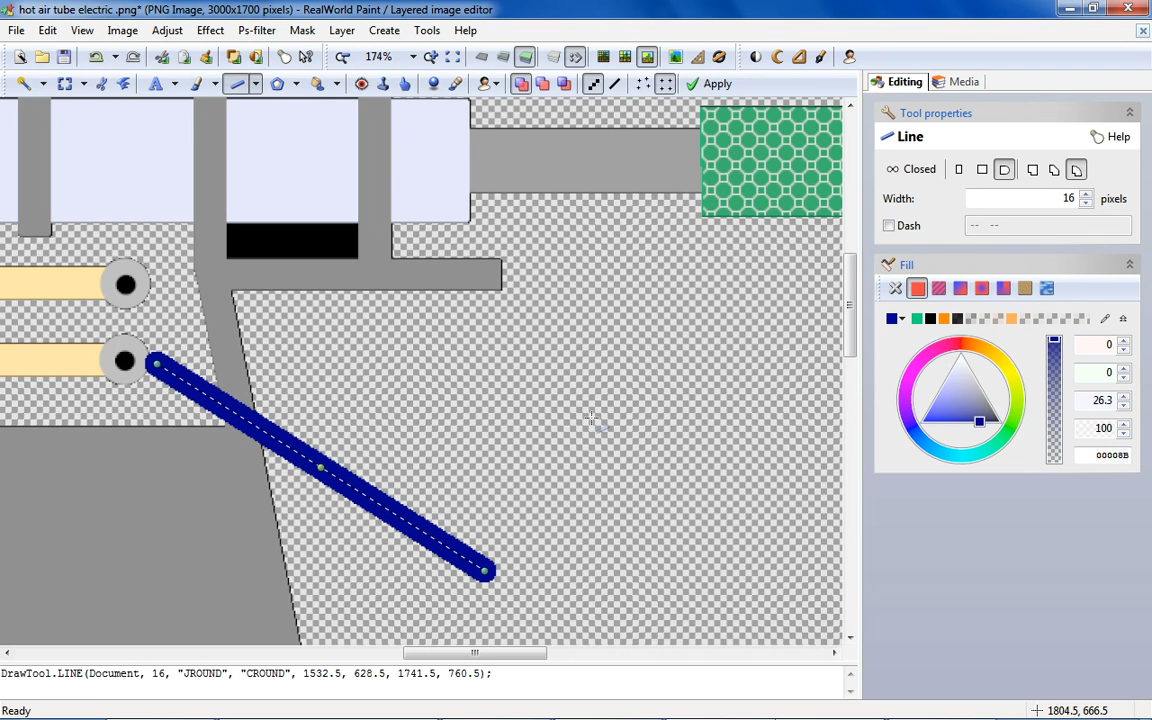 hot air tube electric .png* (PNG Image, 3000x1700 pixels) - RealWorld Paint / Layered image editor
File Edit View Image Adjust Effect Ps-filter Create Mask Layer Tools Help
174%
Apply
Editing Media
Tool properties
Line Help
Closed
Width: 16 pixels
Dash
Fill
0
0
26.3
100
00008B
DrawTool.LINE(Document, 16, "JROUND", "CROUND", 1532.5, 628.5, 1741.5, 760.5);
Ready 1804.5, 666.5